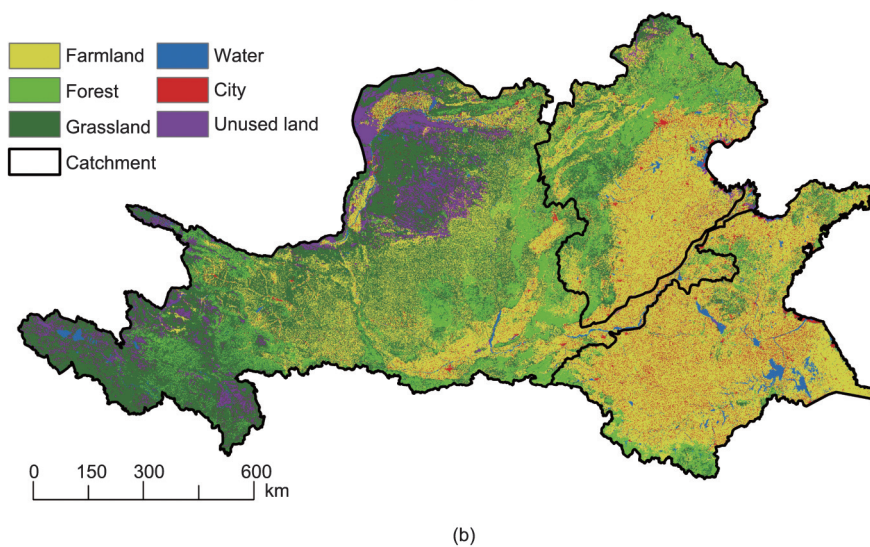 Farmland
Water
Forest
City
Grassland
Unused land
Catchment
0 150 300 600
km
(b)